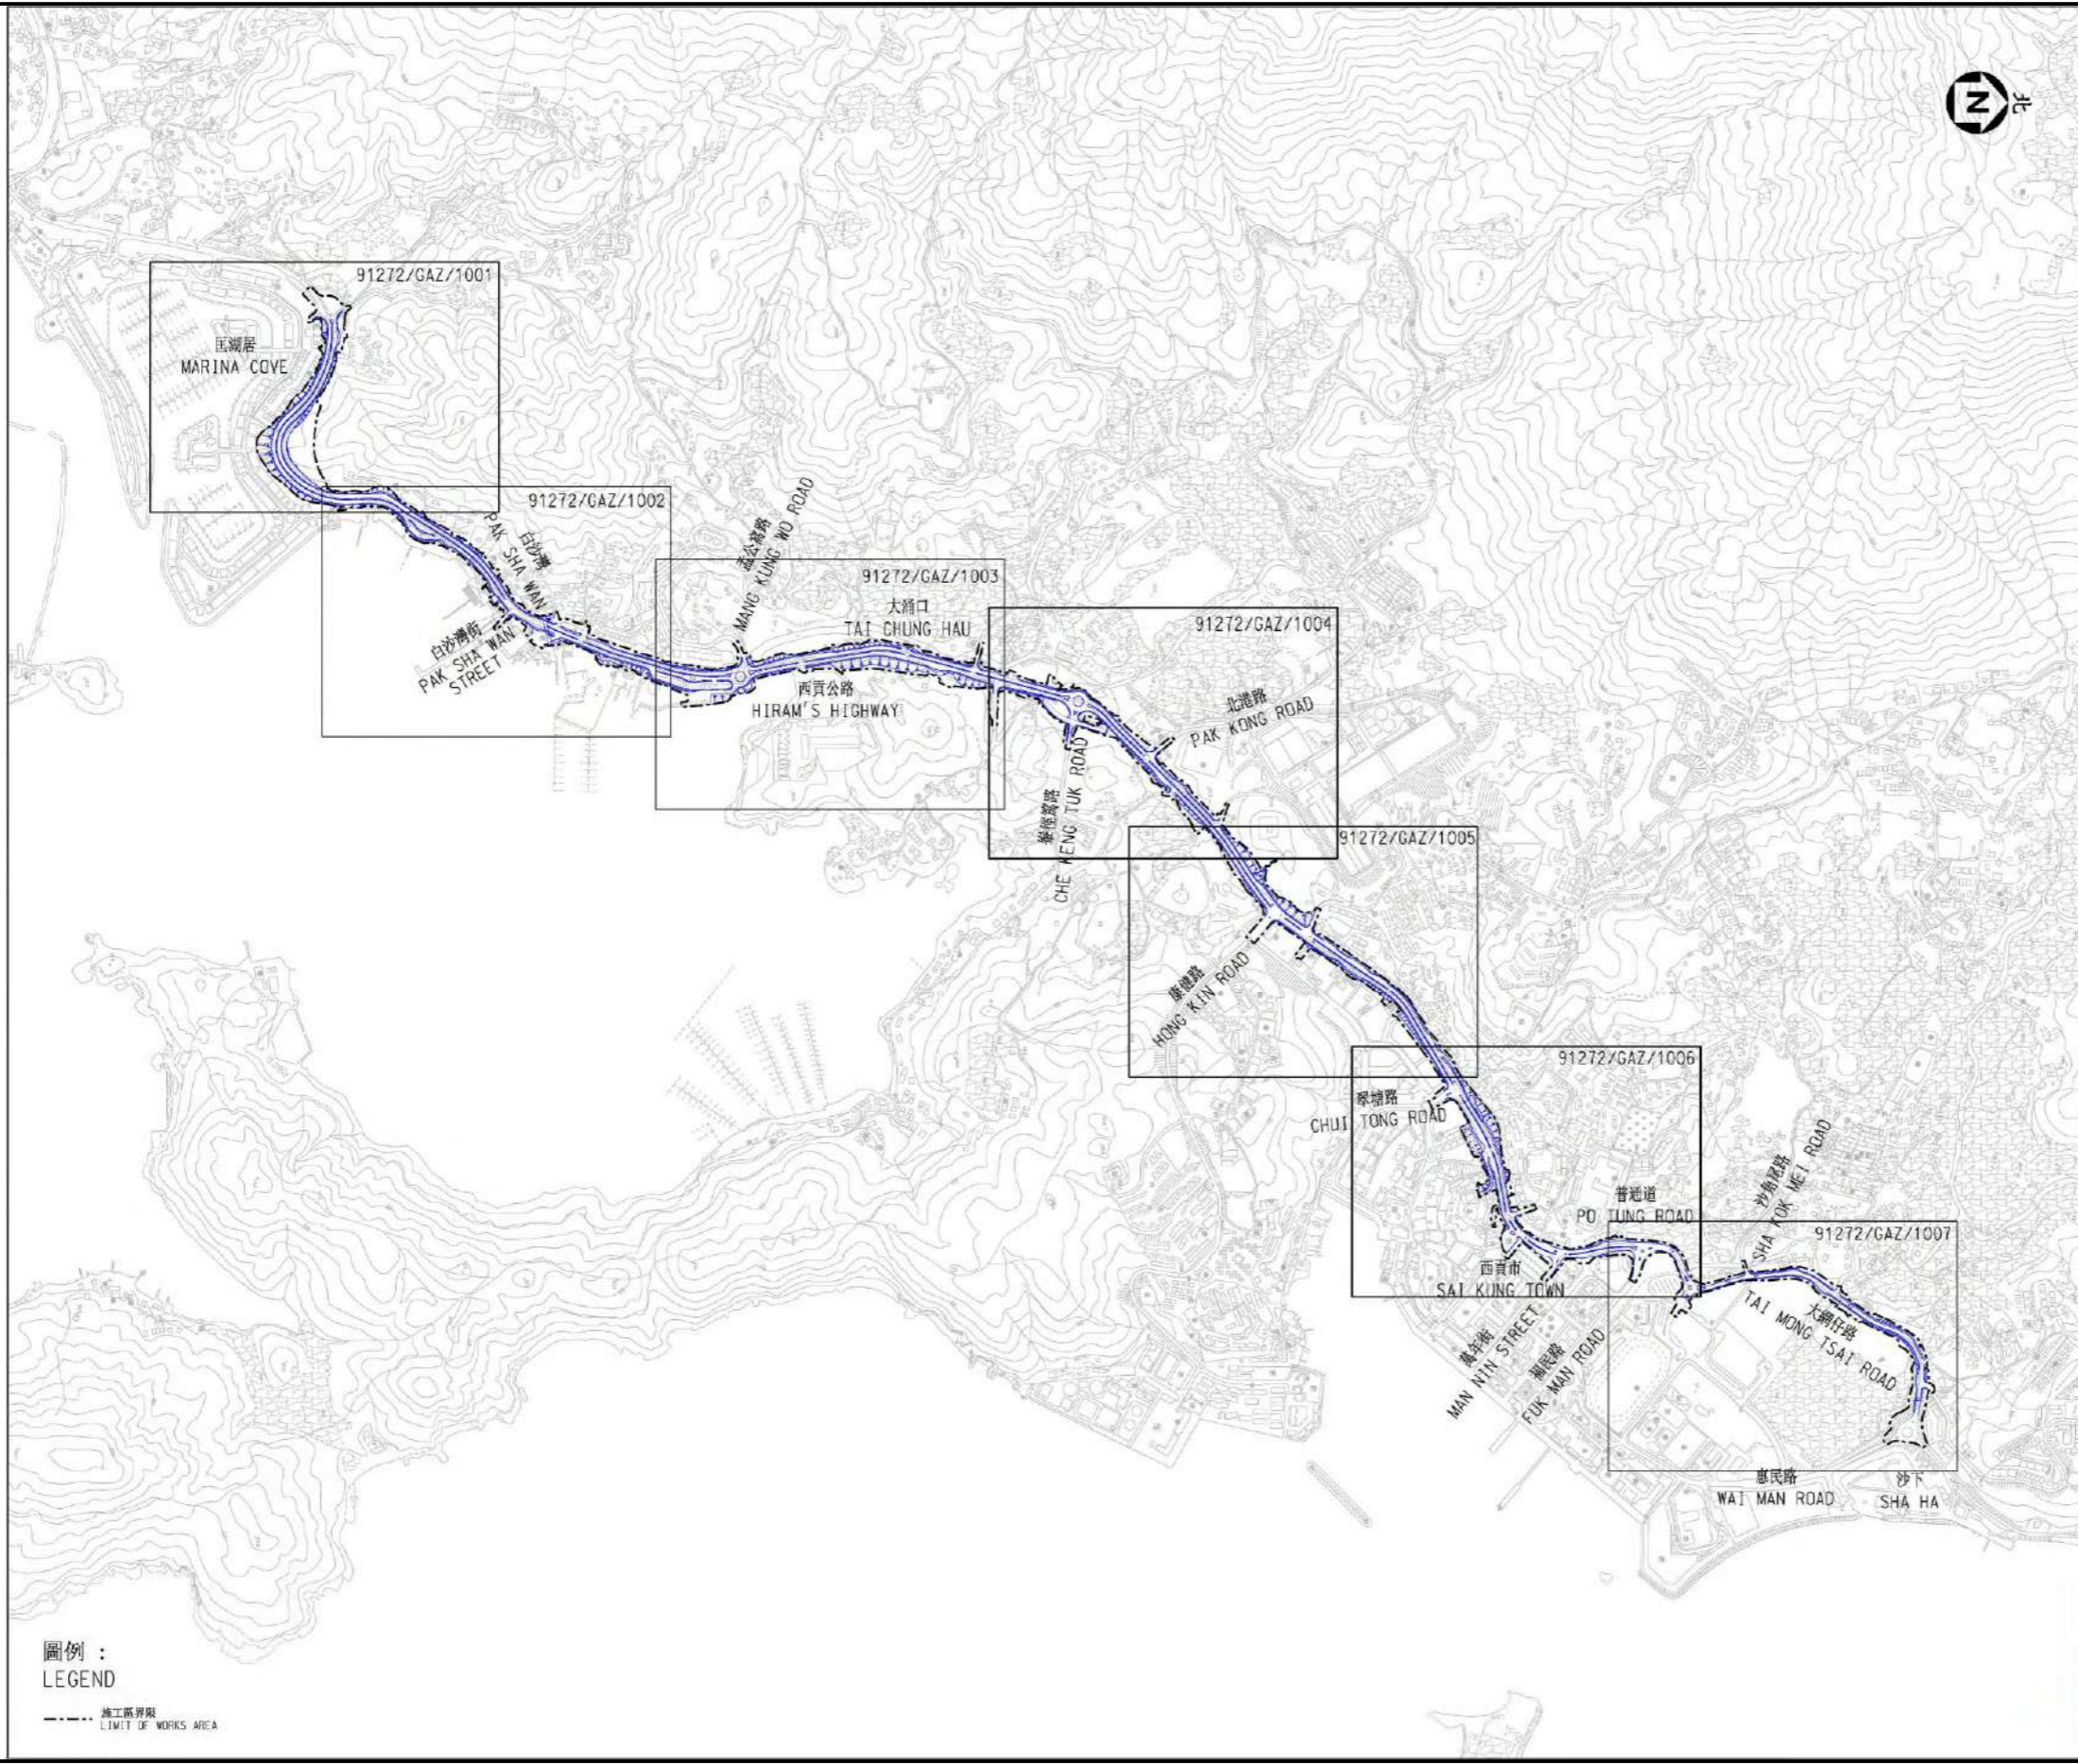 北
N
91272/GAZ/1001
匡湖居
MARINA COVE
91272/GAZ/1002
白沙灣
PAK SHA WAN
白沙灣街
PAK SHA WAN
STREET
孟公窩路
MANG KUNG WO ROAD
91272/GAZ/1003
大涌口
TAI CHUNG HAU
西貢公路
HIRAM'S HIGHWAY
91272/GAZ/1004
北港路
PAK KONG ROAD
輋徑篤路
CHE KENG TUK ROAD
91272/GAZ/1005
康健路
HONG KIN ROAD
91272/GAZ/1006
翠塘路
CHUI TONG ROAD
普通道
PO TUNG ROAD
沙角尾路
SHA KOK MEI ROAD
91272/GAZ/1007
西貢市
SAI KUNG TOWN
萬年街
MAN NIN STREET
福民路
FUK MAN ROAD
大網仔路
TAI MONG TSAI ROAD
惠民路
WAI MAN ROAD
沙下
SHA HA
圖例 :
LEGEND
施工區界限
LIMIT OF WORKS AREA